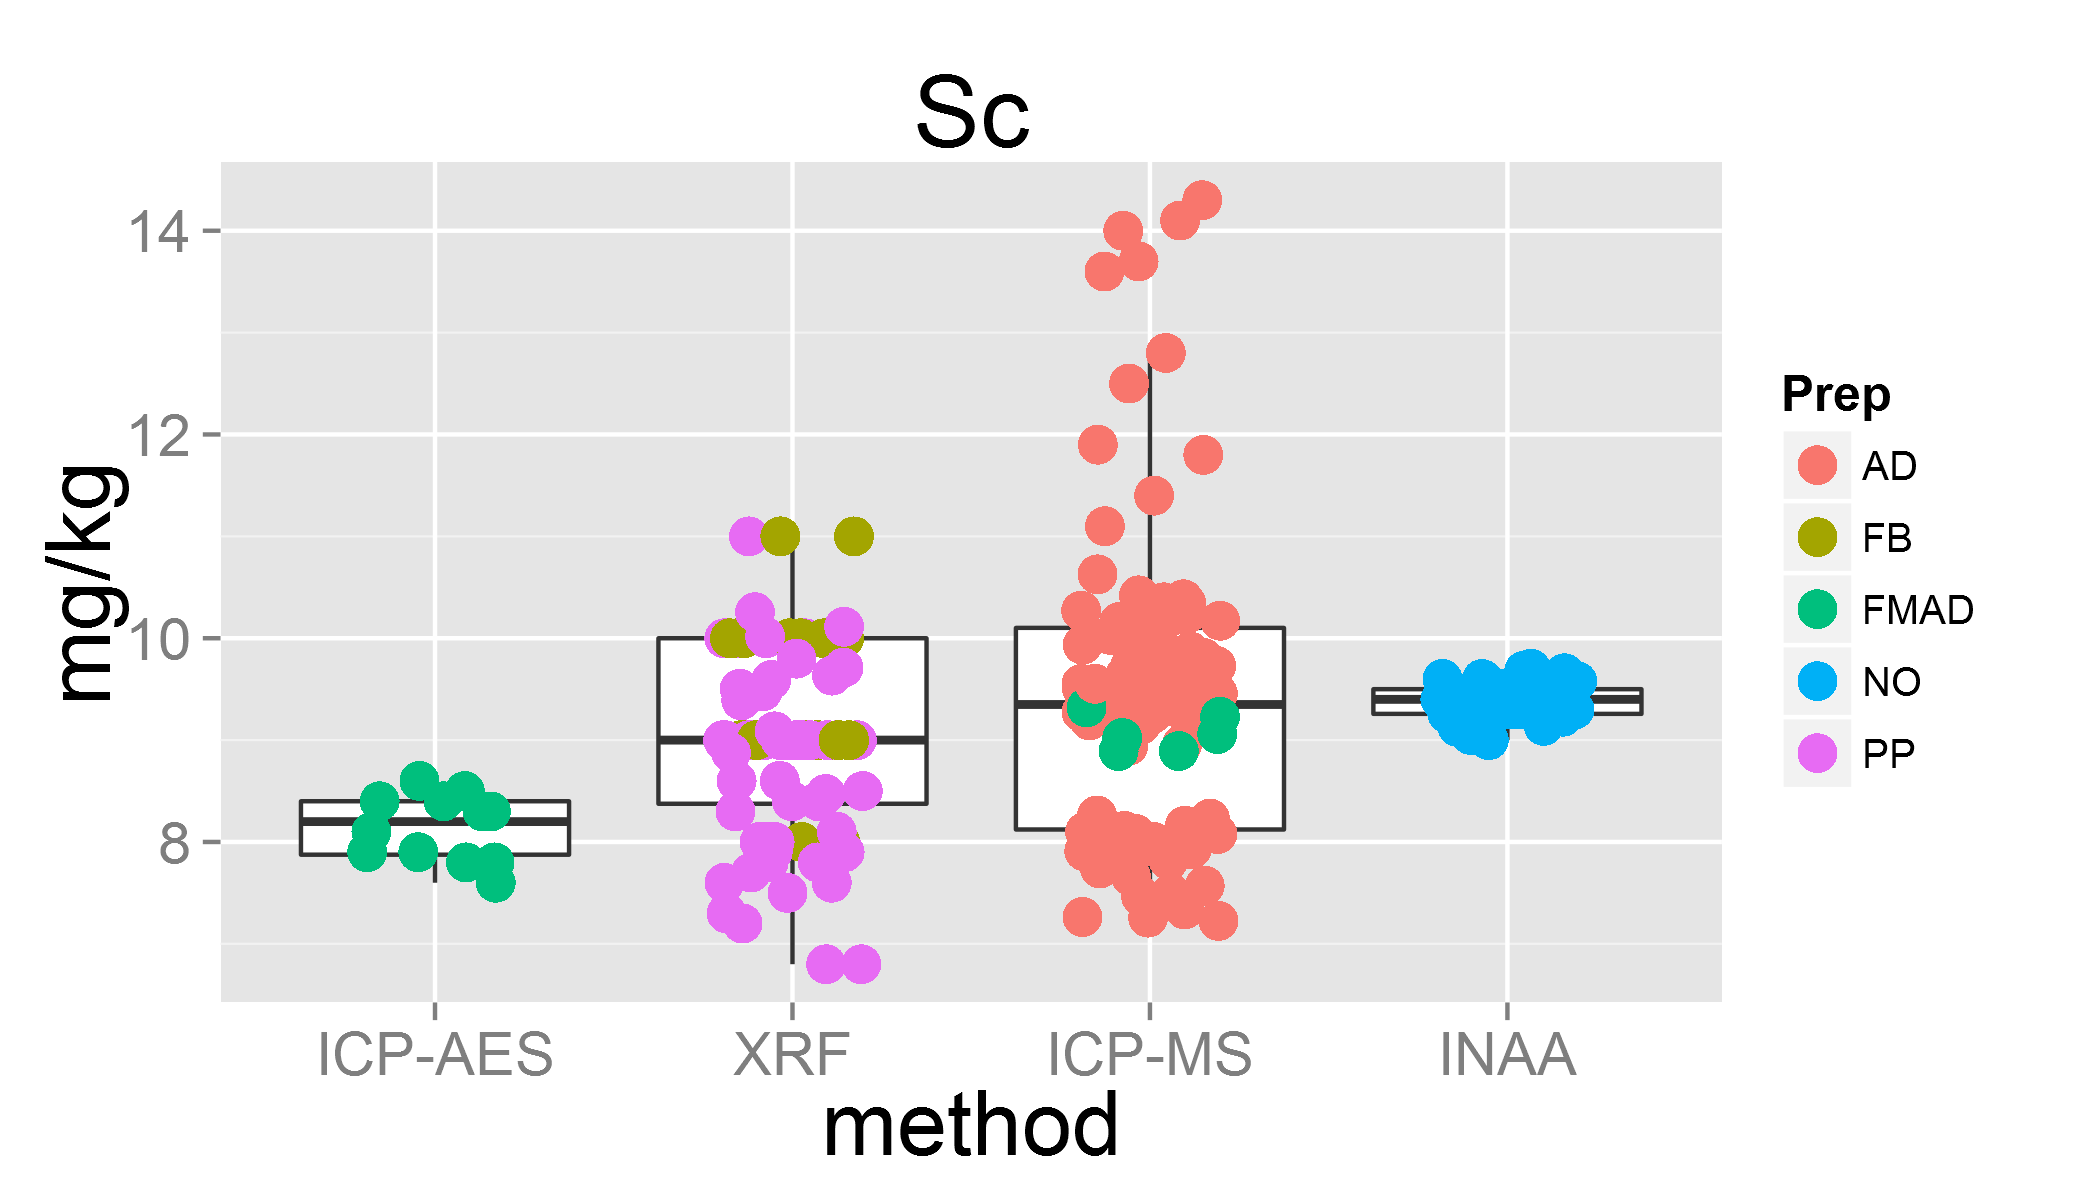 Sc
mg/kg
14
12
10
8
ICP-AES
XRF
ICP-MS
INAA
method
Prep
AD
FB
FMAD
NO
PP